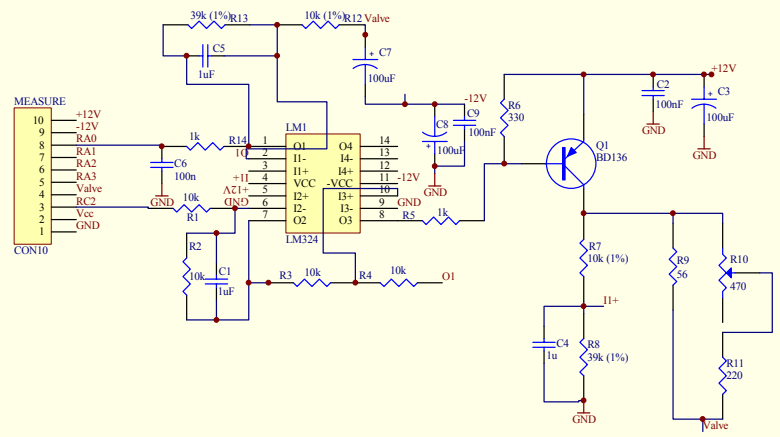 39k (1%) R13
10k (1%) R12 Valve
C5
1uF
+ C7
100uF
MEASURE
10 +12V
9 -12V
8 RA0
7 RA1
6 RA2
5 RA3
4 Valve
3 RC2
2 Vcc
1 GND
CON10
1k R14
C6
100n
GND
10k
R1
O1
I1+
+12V
GND
LM1
1 O1 O4 14
2 I1- I4- 13
3 I1+ I4+ 12
4 VCC -VCC 11 -12V
5 I2+ I3+ 10 GND
6 I2- I3- 9
7 O2 O3 8
LM324
R2
10k
C1
1uF
R3 10k
R4 10k O1
-12V
C8
+ 100uF
C9
100nF
GND
R5 1k
R6
330
Q1
BD136
C2
100nF
GND
+12V
+ C3
100uF
GND
R7
10k (1%)
I1+
C4
1u
R8
39k (1%)
GND
R9
56
R10
470
R11
220
Valve